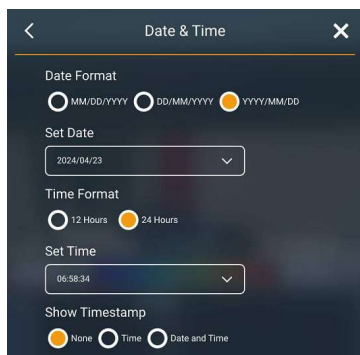 Date & Time
Date Format
MM/DD/YYYY DD/MM/YYYY YYYY/MM/DD
Set Date
2024/04/23
Time Format
12 Hours 24 Hours
Set Time
06:58:34
Show Timestamp
None Time Date and Time